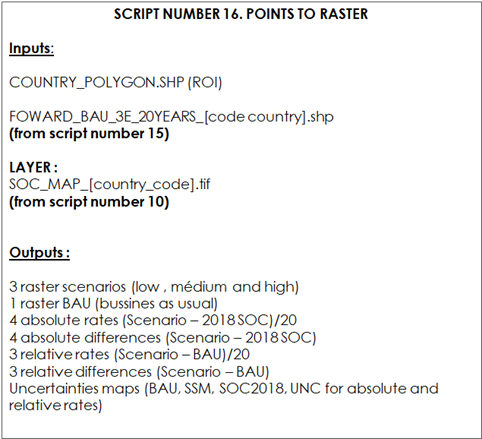 SCRIPT NUMBER 16. POINTS TO RASTER
Inputs:
COUNTRY_POLYGON.SHP (ROI)
FOWARD_BAU_3E_20YEARS_[code country].shp
(from script number 15)
LAYER :
SOC_MAP_[country_code].tif
(from script number 10)
Outputs :
3 raster scenarios (low , médium and high)
1 raster BAU (bussines as usual)
4 absolute rates (Scenario – 2018 SOC)/20
4 absolute differences (Scenario – 2018 SOC)
3 relative rates (Scenario – BAU)/20
3 relative differences (Scenario – BAU)
Uncertainties maps (BAU, SSM, SOC2018, UNC for absolute and
relative rates)